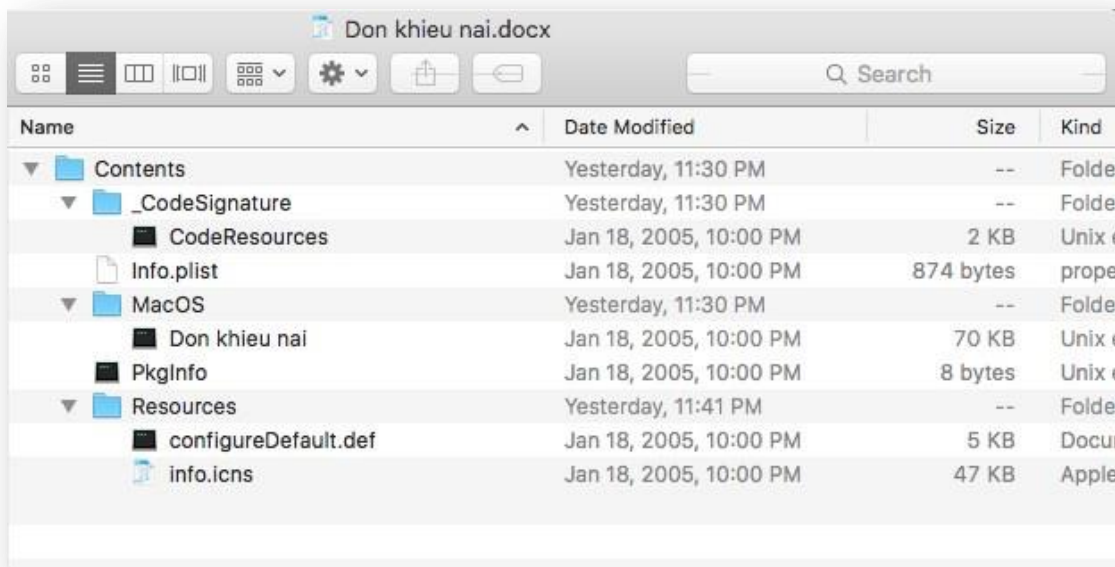 Don khieu nai.docx
Search
Name Date Modified Size Kind
Contents Yesterday, 11:30 PM -- Folde
_CodeSignature Yesterday, 11:30 PM -- Folde
CodeResources Jan 18, 2005, 10:00 PM 2 KB Unix e
Info.plist Jan 18, 2005, 10:00 PM 874 bytes prope
MacOS Yesterday, 11:30 PM -- Folde
Don khieu nai Jan 18, 2005, 10:00 PM 70 KB Unix e
PkgInfo Jan 18, 2005, 10:00 PM 8 bytes Unix e
Resources Yesterday, 11:41 PM -- Folde
configureDefault.def Jan 18, 2005, 10:00 PM 5 KB Docu
info.icns Jan 18, 2005, 10:00 PM 47 KB Apple